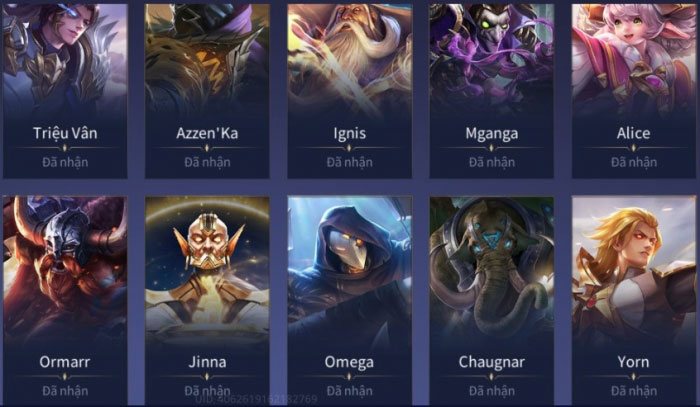 Triệu Vân
Azzen'Ka
Ignis
Mganga
Alice
Đã nhận
Đã nhận
Đã nhận
Đã nhận
Đã nhận
Ormarr
Jinna
Omega
Chaugnar
Yorn
Đã nhận
Đã nhận
Đã nhận
Đã nhận
Đã nhận
UID: 4062619162182769